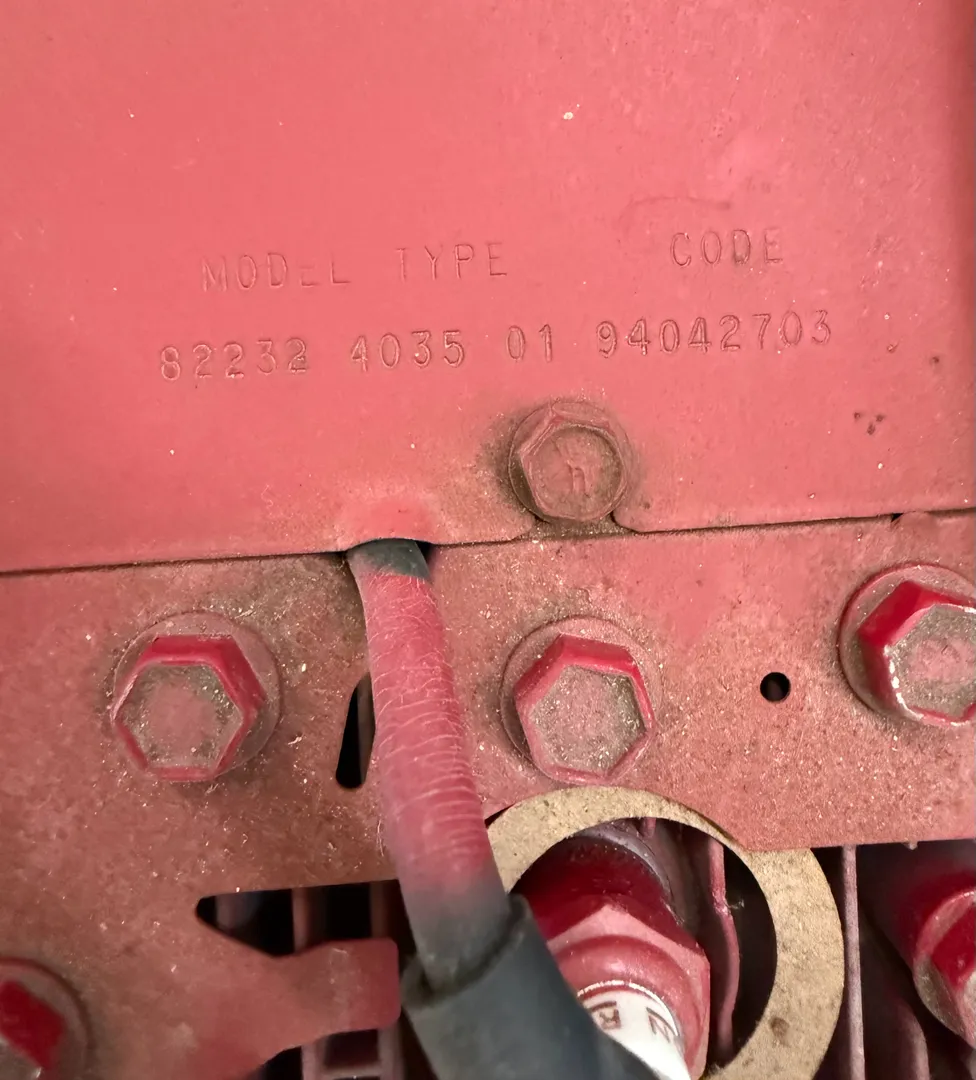 MODEL TYPE CODE
82232 4035 01 94042703
n